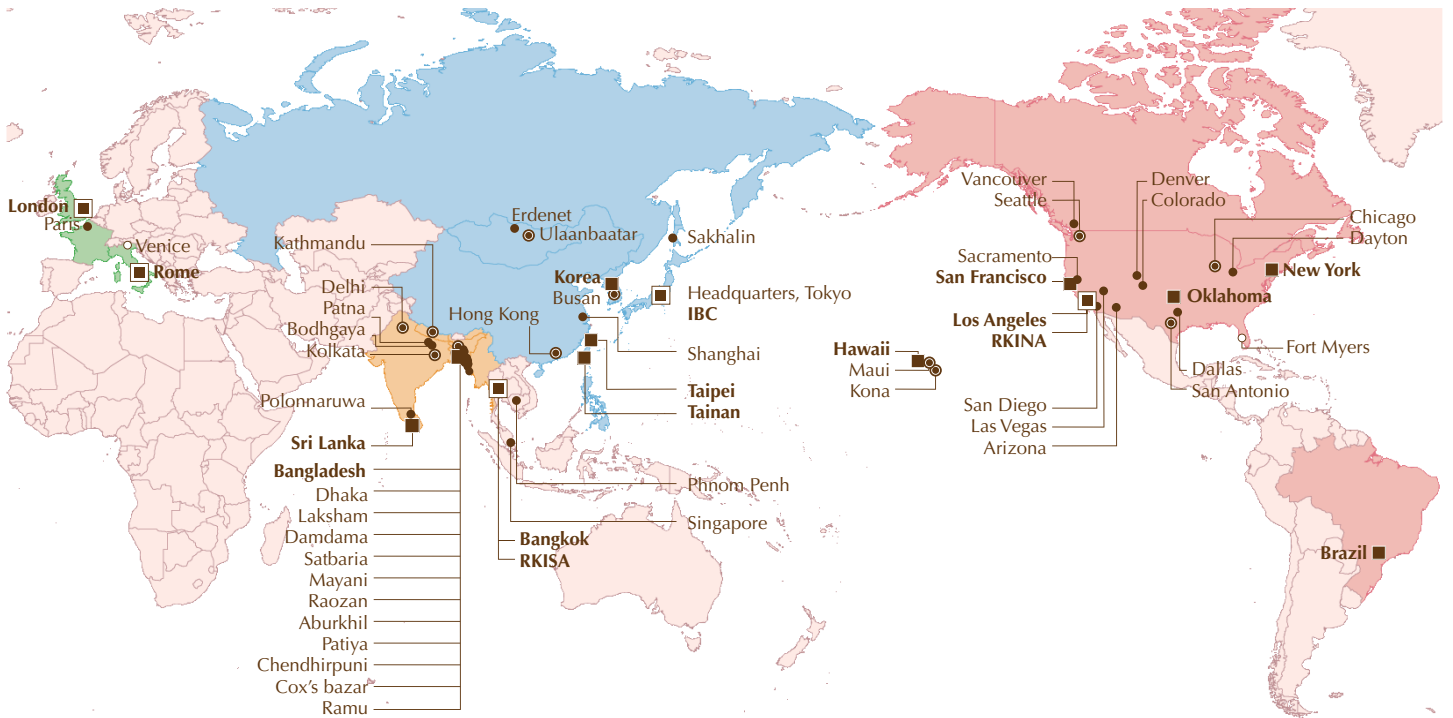 London
Paris
Venice
Rome
Kathmandu
Delhi
Patna
Bodhgaya
Kolkata
Polonnaruwa
Sri Lanka
Bangladesh
Dhaka
Laksham
Damdama
Satbaria
Mayani
Raozan
Aburkhil
Patiya
Chendhirpuni
Cox's bazar
Ramu
Erdenet
Ulaanbaatar
Sakhalin
Korea
Busan
Headquarters, Tokyo
IBC
Hong Kong
Shanghai
Taipei
Tainan
Phnom Penh
Singapore
Bangkok
RKISA
Vancouver
Seattle
Sacramento
San Francisco
Los Angeles
RKINA
Hawaii
Maui
Kona
San Diego
Las Vegas
Arizona
Denver
Colorado
Chicago
Dayton
New York
Oklahoma
Fort Myers
Dallas
San Antonio
Brazil